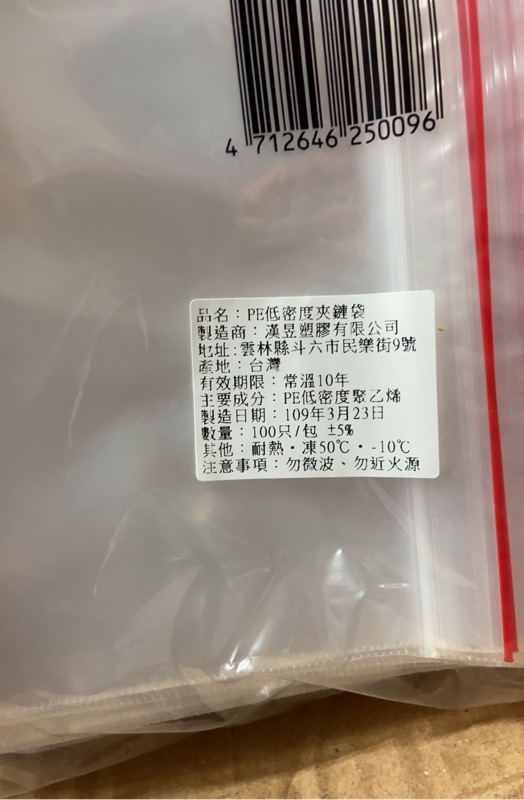 4 712646 250096
品名：PE低密度夾鏈袋
製造商：漢昱塑膠有限公司
地址:雲林縣斗六市民樂街9號
產地：台灣
有效期限：常溫10年
主要成分：PE低密度聚乙烯
製造日期：109年3月23日
數量：100只/包 ±5%
其他：耐熱・凍50℃・-10℃
注意事項：勿微波、勿近火源